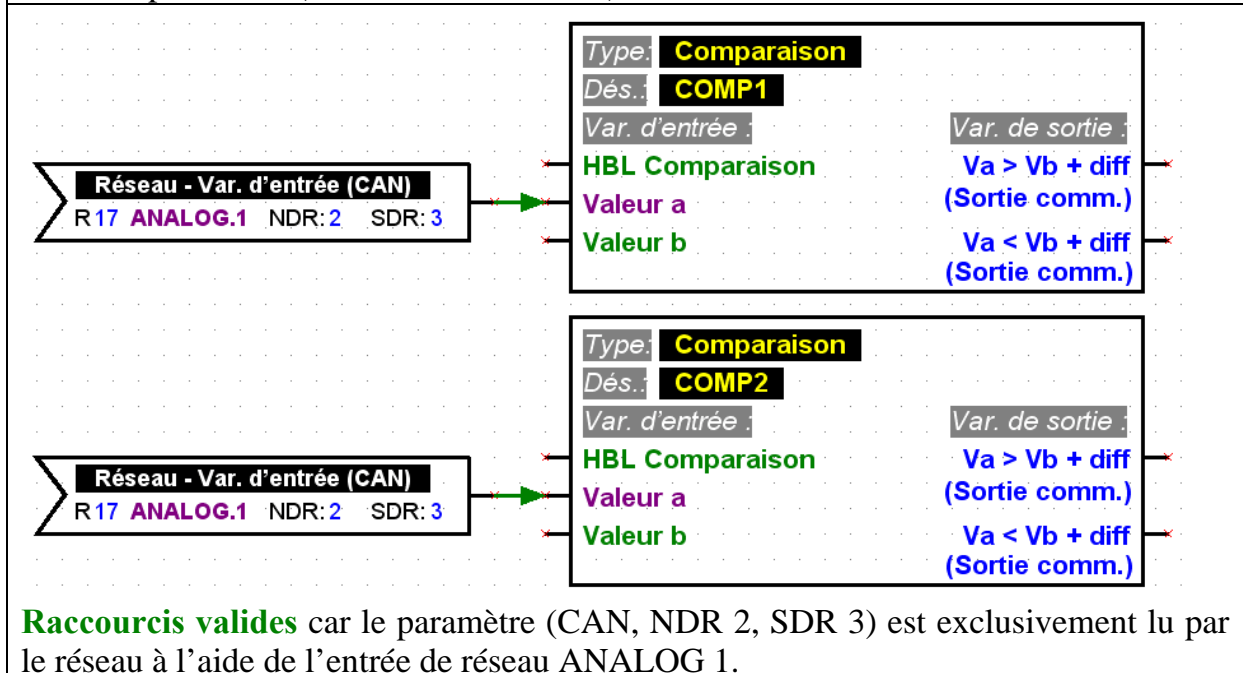 Type: Comparaison
Dés.: COMP1
Var. d'entrée : Var. de sortie :
HBL Comparaison Va > Vb + diff
Réseau - Var. d'entrée (CAN)
Valeur a (Sortie comm.)
R 17 ANALOG.1 NDR: 2 SDR: 3
Valeur b Va < Vb + diff
(Sortie comm.)
Type: Comparaison
Dés.: COMP2
Var. d'entrée : Var. de sortie :
HBL Comparaison Va > Vb + diff
Réseau - Var. d'entrée (CAN)
Valeur a (Sortie comm.)
R 17 ANALOG.1 NDR: 2 SDR: 3
Valeur b Va < Vb + diff
(Sortie comm.)
Raccourcis valides car le paramètre (CAN, NDR 2, SDR 3) est exclusivement lu par
le réseau à l'aide de l'entrée de réseau ANALOG 1.